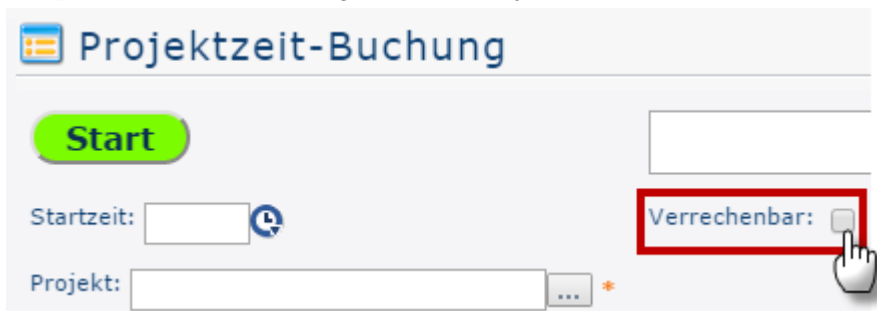 Projektzeit-Buchung
Start
Startzeit:
Verrechenbar:
Projekt:
... *